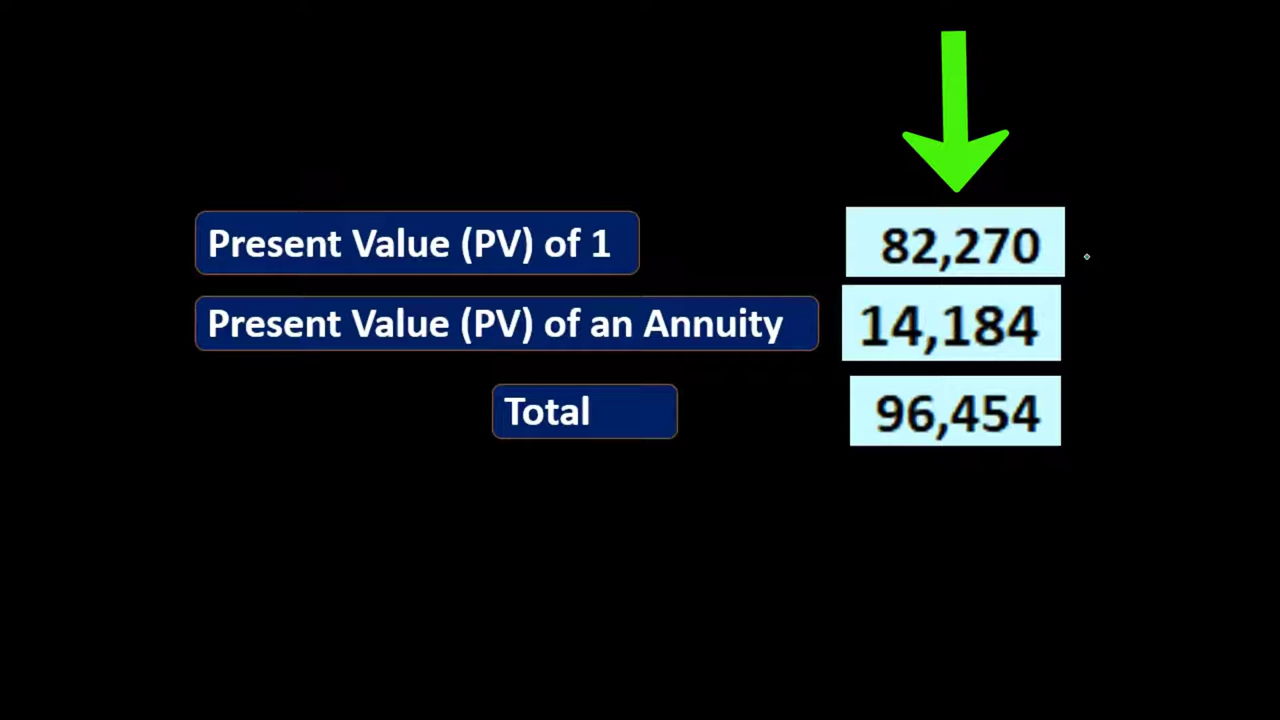 Present Value (PV) of 1 82,270
Present Value (PV) of an Annuity 14,184
Total 96,454